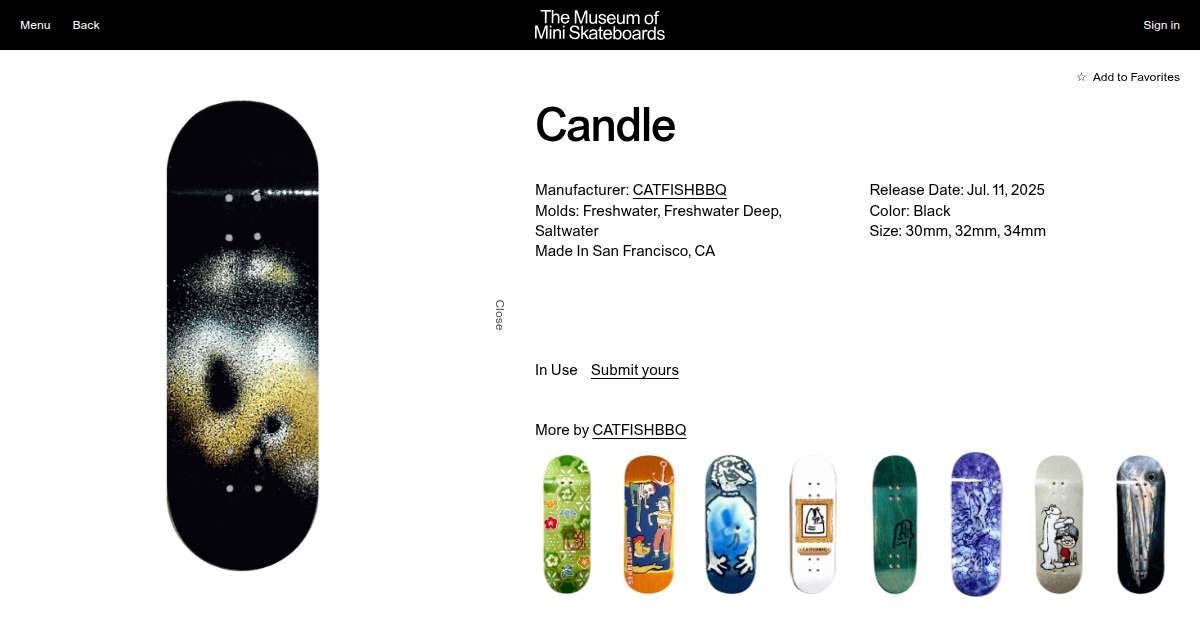 Menu
Back
The Museum of
Mini Skateboards
Sign in
☆ Add to Favorites
Candle
Manufacturer: CATFISHBBQ
Molds: Freshwater, Freshwater Deep,
Saltwater
Made In San Francisco, CA
Release Date: Jul. 11, 2025
Color: Black
Size: 30mm, 32mm, 34mm
Close
In Use
Submit yours
More by CATFISHBBQ